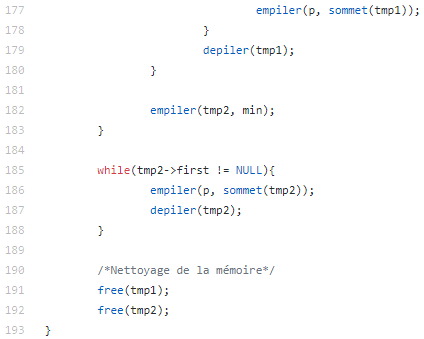 177 empiler(p, sommet(tmp1));
178 }
179 depiler(tmp1);
180 }
181
182 empiler(tmp2, min);
183 }
184
185 while(tmp2->first != NULL){
186 empiler(p, sommet(tmp2));
187 depiler(tmp2);
188 }
189
190 /*Nettoyage de la mémoire*/
191 free(tmp1);
192 free(tmp2);
193 }